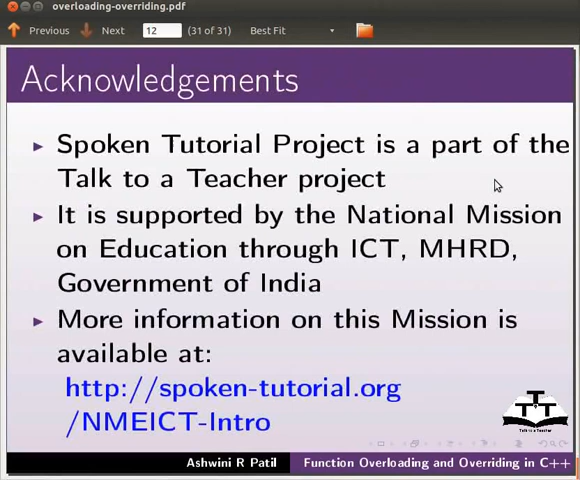 overloading-overriding.pdf
Previous Next 12 (31 of 31) Best Fit
Acknowledgements
Spoken Tutorial Project is a part of the
Talk to a Teacher project
It is supported by the National Mission
on Education through ICT, MHRD,
Government of India
More information on this Mission is
available at:
http://spoken-tutorial.org
/NMEICT-Intro
Talk to a Teacher
Ashwini R Patil Function Overloading and Overriding in C++